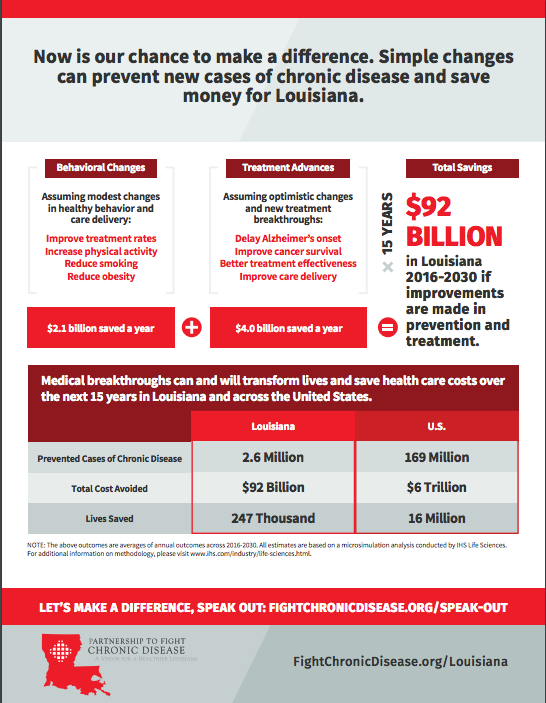 Now is our chance to make a difference. Simple changes
can prevent new cases of chronic disease and save
money for Louisiana.
Behavioral Changes
Assuming modest changes
in healthy behavior and
care delivery:
Improve treatment rates
Increase physical activity
Reduce smoking
Reduce obesity
$2.1 billion saved a year
+
Treatment Advances
Assuming optimistic changes
and new treatment
breakthroughs:
Delay Alzheimer's onset
Improve cancer survival
Better treatment effectiveness
Improve care delivery
$4.0 billion saved a year
× 15 YEARS
=
Total Savings
$92
BILLION
in Louisiana
2016-2030 if
improvements
are made in
prevention and
treatment.
Medical breakthroughs can and will transform lives and save health care costs over
the next 15 years in Louisiana and across the United States.
Louisiana U.S.
Prevented Cases of Chronic Disease 2.6 Million 169 Million
Total Cost Avoided $92 Billion $6 Trillion
Lives Saved 247 Thousand 16 Million
NOTE: The above outcomes are averages of annual outcomes across 2016-2030. All estimates are based on a microsimulation analysis conducted by IHS Life Sciences.
For additional information on methodology, please visit www.ihs.com/industry/life-sciences.html.
LET'S MAKE A DIFFERENCE, SPEAK OUT: FIGHTCHRONICDISEASE.ORG/SPEAK-OUT
PARTNERSHIP TO FIGHT
CHRONIC DISEASE
A VISION FOR A HEALTHIER LOUISIANA
FightChronicDisease.org/Louisiana